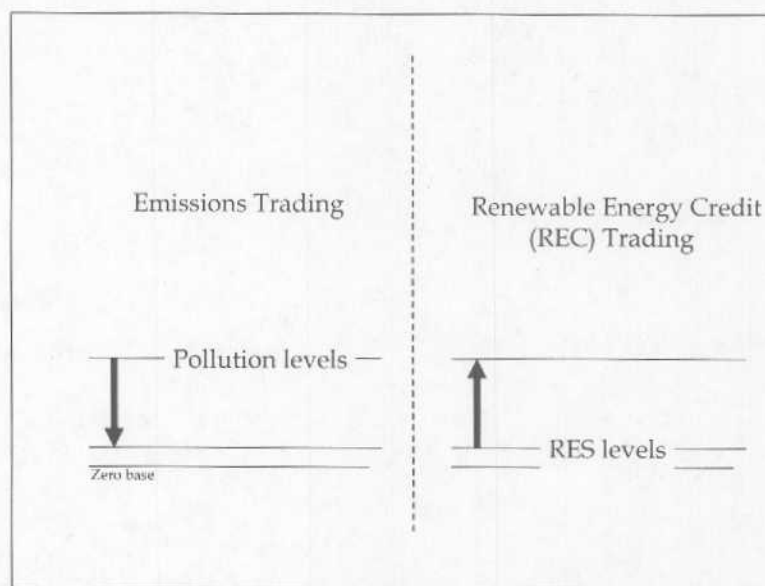 Emissions Trading
Pollution levels
Zero base
Renewable Energy Credit
(REC) Trading
RES levels